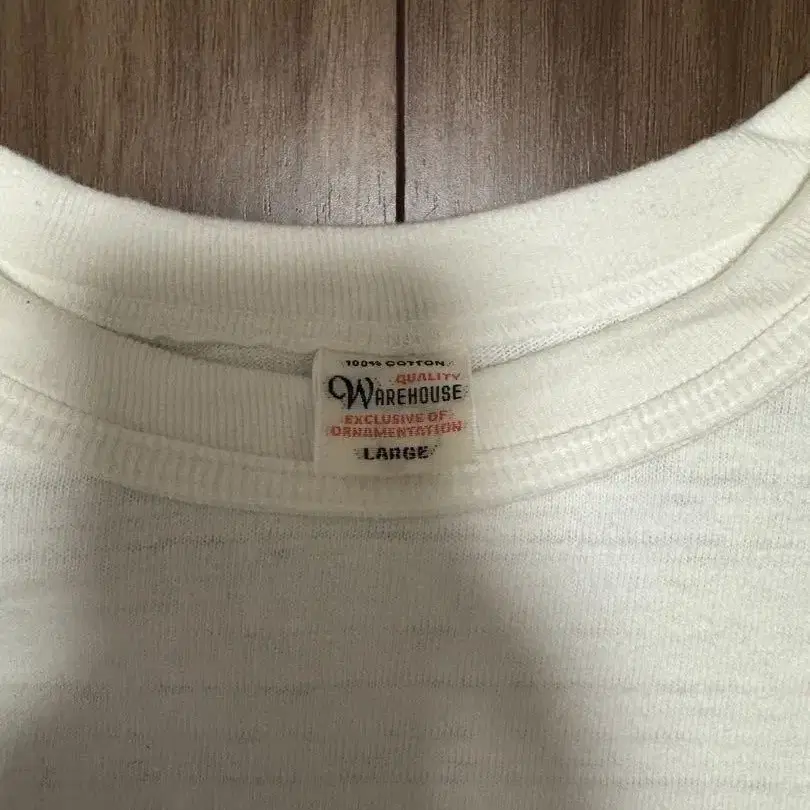 100% COTTON
QUALITY
WAREHOUSE
EXCLUSIVE OF
ORNAMENTATION
LARGE